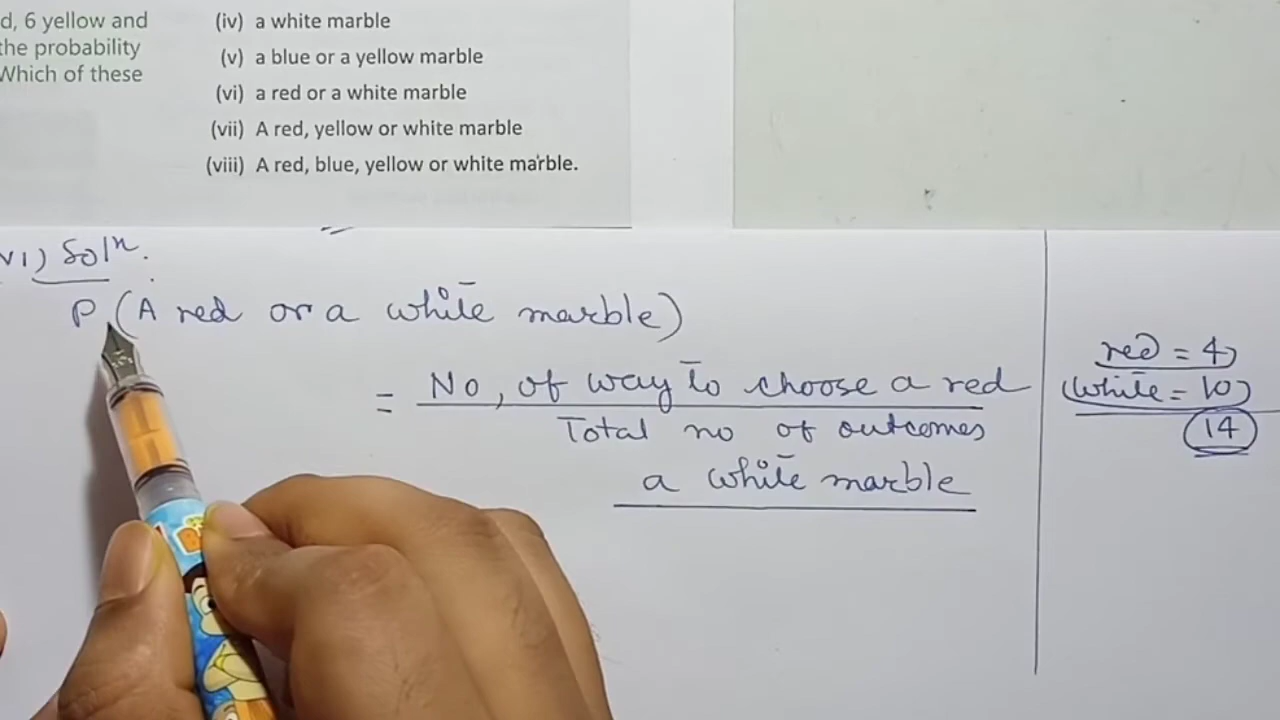 d, 6 yellow and
the probability
Which of these
(iv) a white marble
(v) a blue or a yellow marble
(vi) a red or a white marble
(vii) A red, yellow or white marble
(viii) A red, blue, yellow or white marble.
VI) Solⁿ.
P (A red or a white marble)
= No, of way to choose a red
Total no of outcomes
a white marble
red = 4
white = 10
14